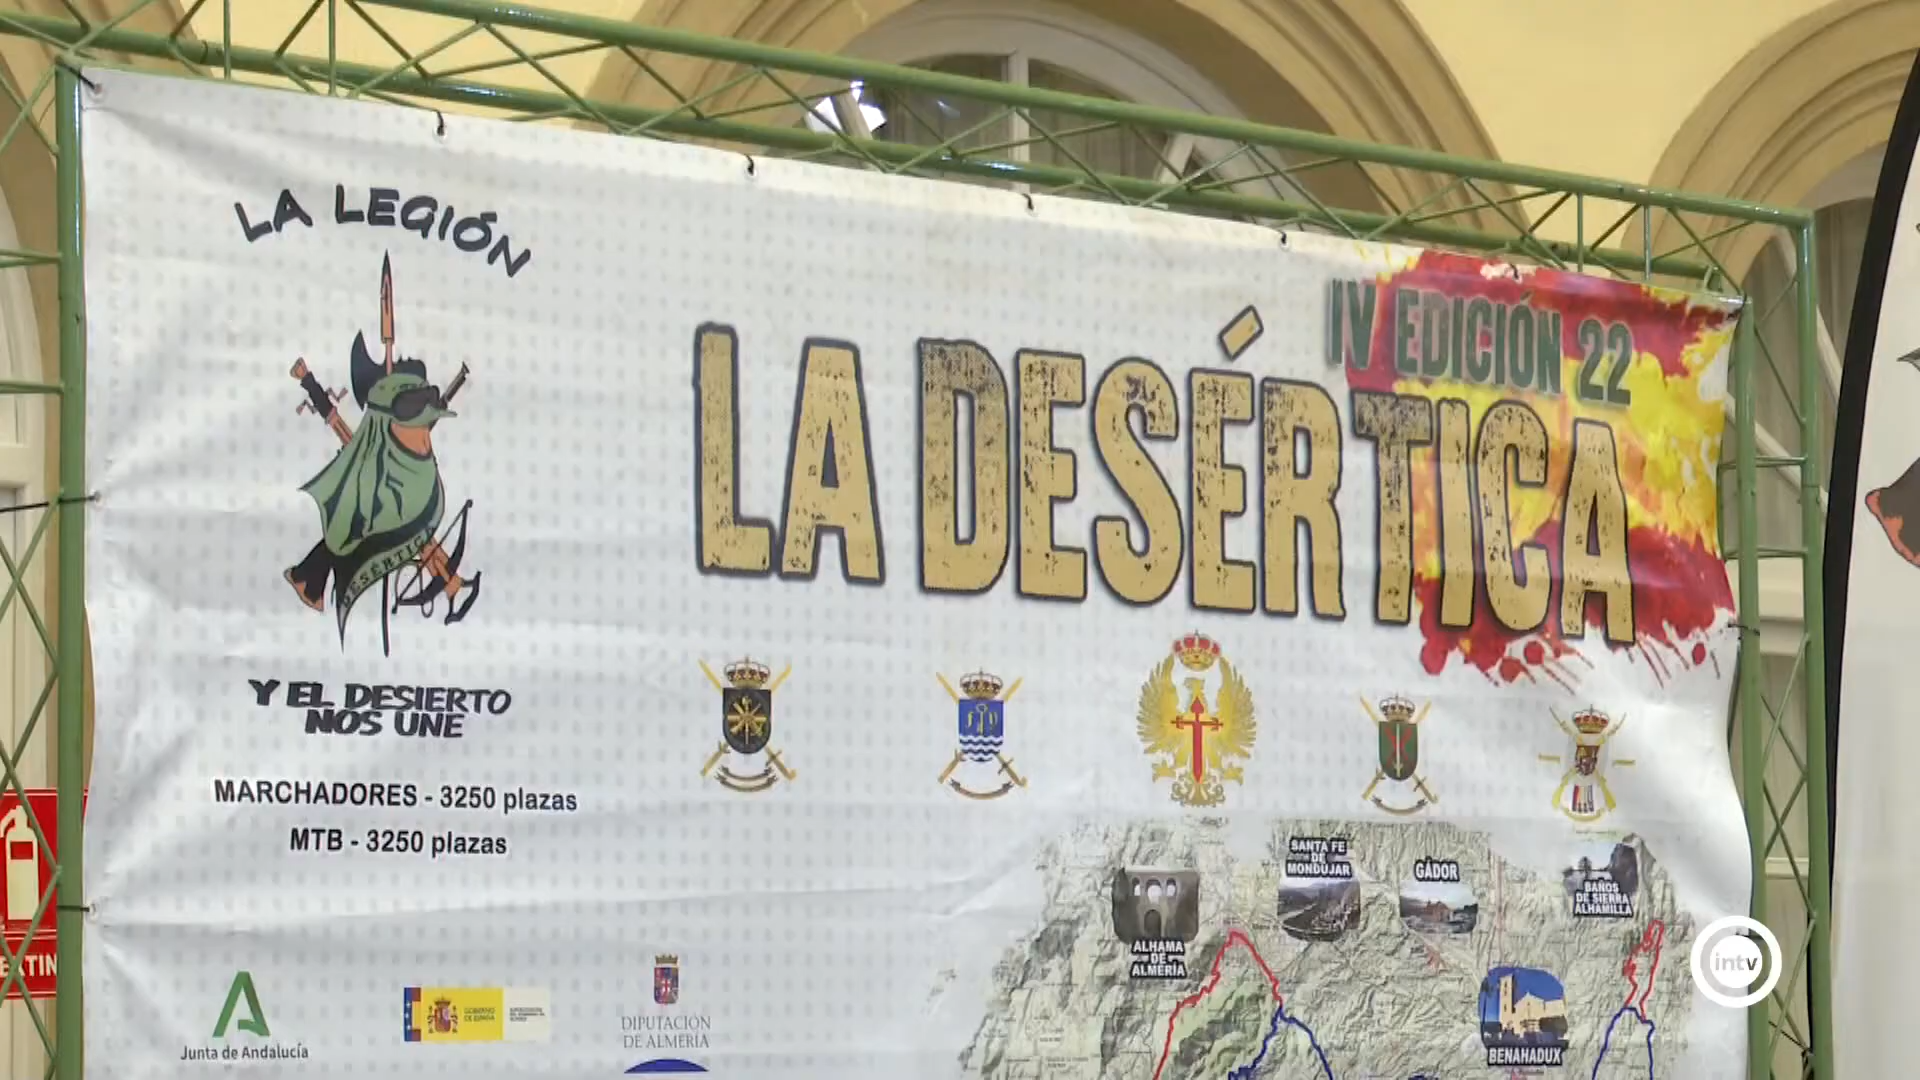 LA LEGIÓN
DESÉRTICA
Y EL DESIERTO
NOS UNE
MARCHADORES - 3250 plazas
MTB - 3250 plazas
IV EDICIÓN 22
LA DESÉRTICA
ALHAMA
DE
ALMERÍA
SANTA FE
DE
MONDUJAR
GÁDOR
BAÑOS
DE SIERRA
ALHAMILLA
BENAHADUX
Junta de Andalucía
GOBIERNO
DE ESPAÑA
DIPUTACIÓN
DE ALMERÍA
EXTIN
intv